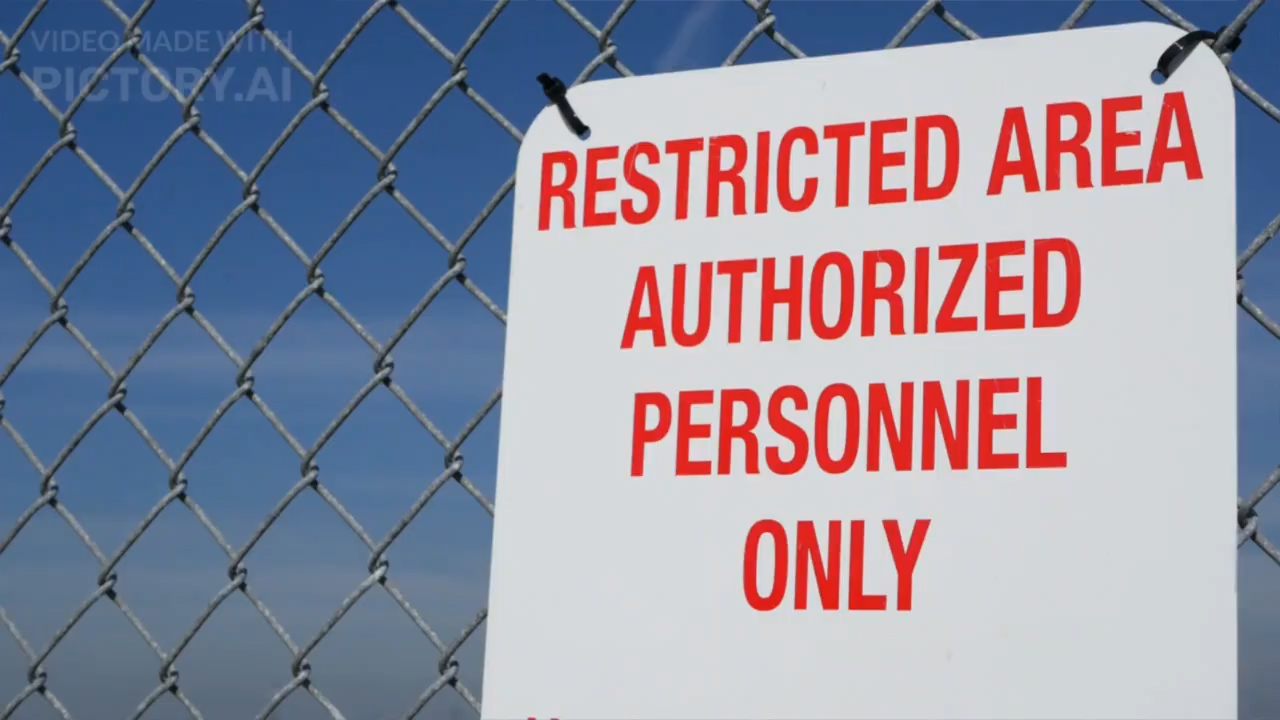 VIDEO MADE WITH
PICTORY.AI
RESTRICTED AREA
AUTHORIZED
PERSONNEL
ONLY